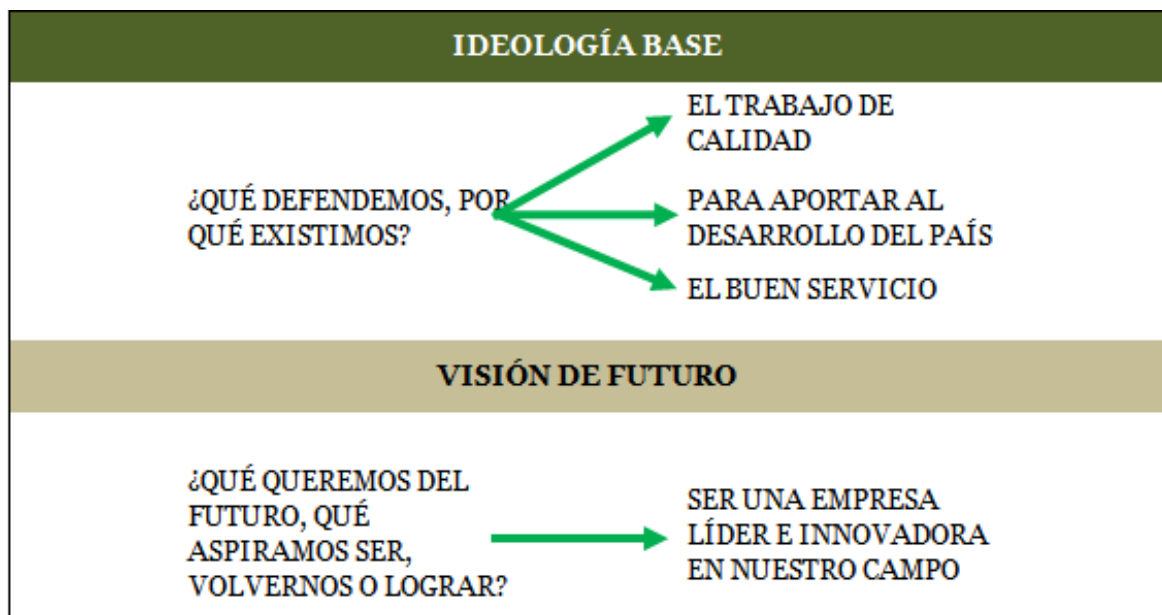 IDEOLOGÍA BASE
¿QUÉ DEFENDEMOS, POR
QUÉ EXISTIMOS?
EL TRABAJO DE
CALIDAD
PARA APORTAR AL
DESARROLLO DEL PAÍS
EL BUEN SERVICIO
VISIÓN DE FUTURO
¿QUÉ QUEREMOS DEL
FUTURO, QUÉ
ASPIRAMOS SER,
VOLVERNOS O LOGRAR?
SER UNA EMPRESA
LÍDER E INNOVADORA
EN NUESTRO CAMPO